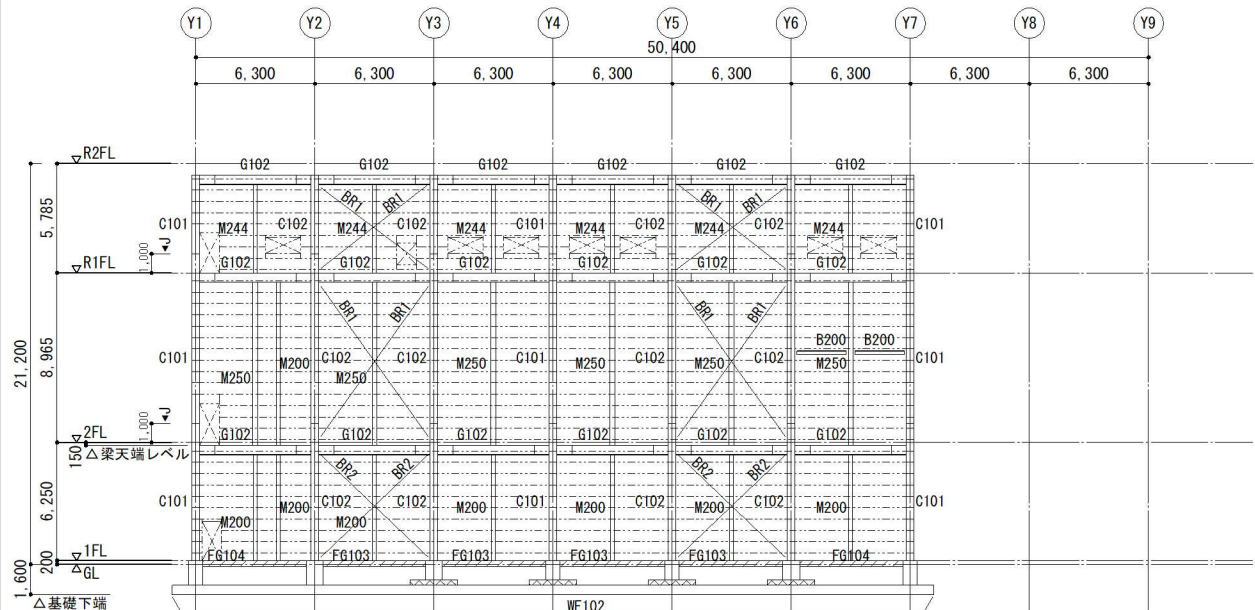 Y1 Y2 Y3 Y4 Y5 Y6 Y7 Y8 Y9
50,400
6,300 6,300 6,300 6,300 6,300 6,300 6,300 6,300
R2FL
G102 G102 G102 G102 G102 G102
5,785
BR1 BR1 BR1 BR1
C101 M244 C102 M244 C102 M244 C101 M244 C101 M244 C102 M244 C101
J
1,000
G102 G102 G102 G102 G102 G102
R1FL
21,200
8,965
BR1 BR1 BR1 BR1
B200 B200
C101 M200 C102 C102 M250 C101 M250 C101 M250 C102 M250 C101
M250 M250
J
1,000
2FL
G102 G102 G102 G102 G102 G102
150
△梁天端レベル
BR2 BR2 BR2 BR2
6,250
C101 M200 C102 C102 M200 C101 M200 C101 M200 C102 M200 C101
M200 M200
1FL
FG104 FG103 FG103 FG103 FG103 FG104
200
GL
1,600
△基礎下端
WF102